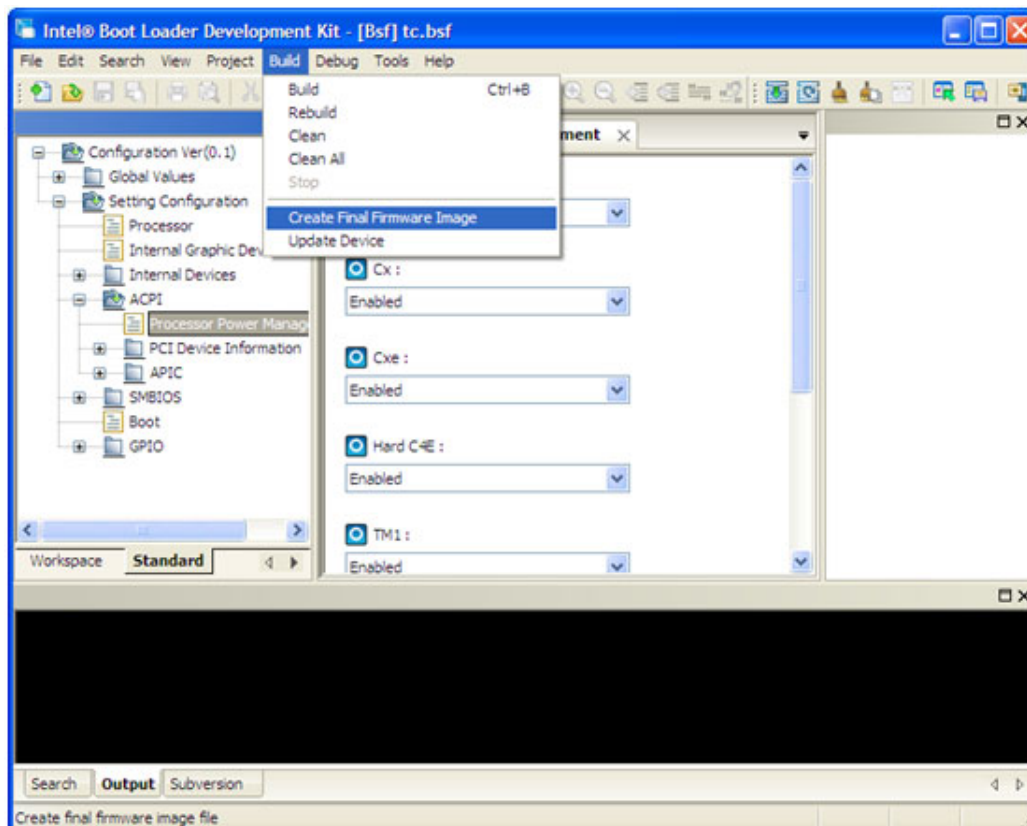 Intel® Boot Loader Development Kit - [Bsf] tc.bsf
File Edit Search View Project Build Debug Tools Help
Build Ctrl+B
Rebuild
Clean
Clean All
Stop
Create Final Firmware Image
Update Device
ment
Configuration Ver(0.1)
Global Values
Setting Configuration
Processor
Internal Graphic Dev
Internal Devices
ACPI
Processor Power Manag
PCI Device Information
APIC
SMBIOS
Boot
GPIO
Workspace Standard
Cx :
Enabled
Cxe :
Enabled
Hard C4E :
Enabled
TM1 :
Enabled
Search Output Subversion
Create final firmware image file